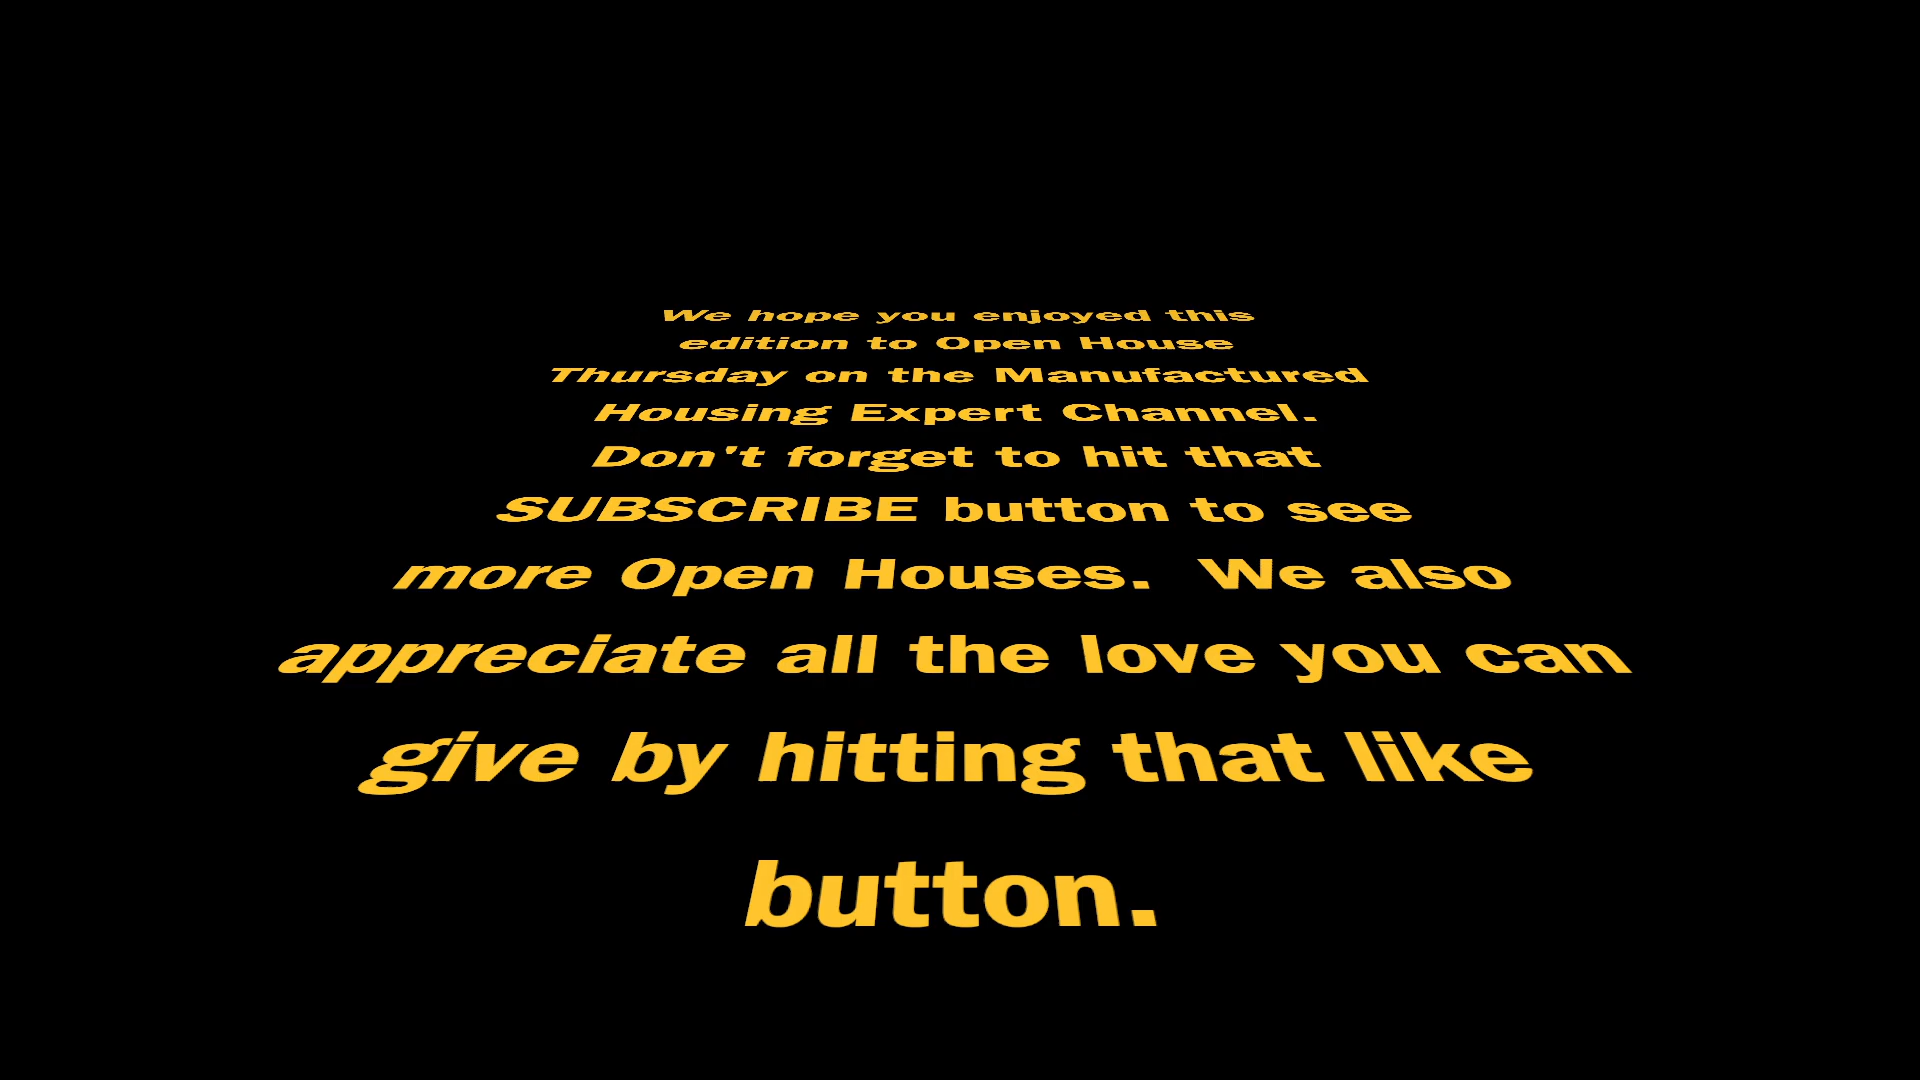 We hope you enjoyed this
edition to Open House
Thursday on the Manufactured
Housing Expert Channel.
Don't forget to hit that
SUBSCRIBE button to see
more Open Houses.  We also
appreciate all the love you can
give by hitting that like
button.